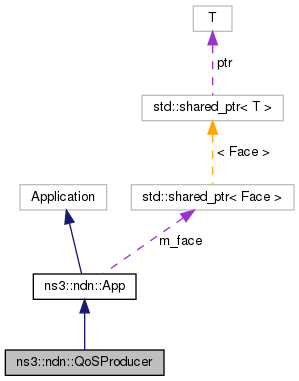 T
ptr
std::shared_ptr< T >
< Face >
Application
std::shared_ptr< Face >
m_face
ns3::ndn::App
ns3::ndn::QoSProducer